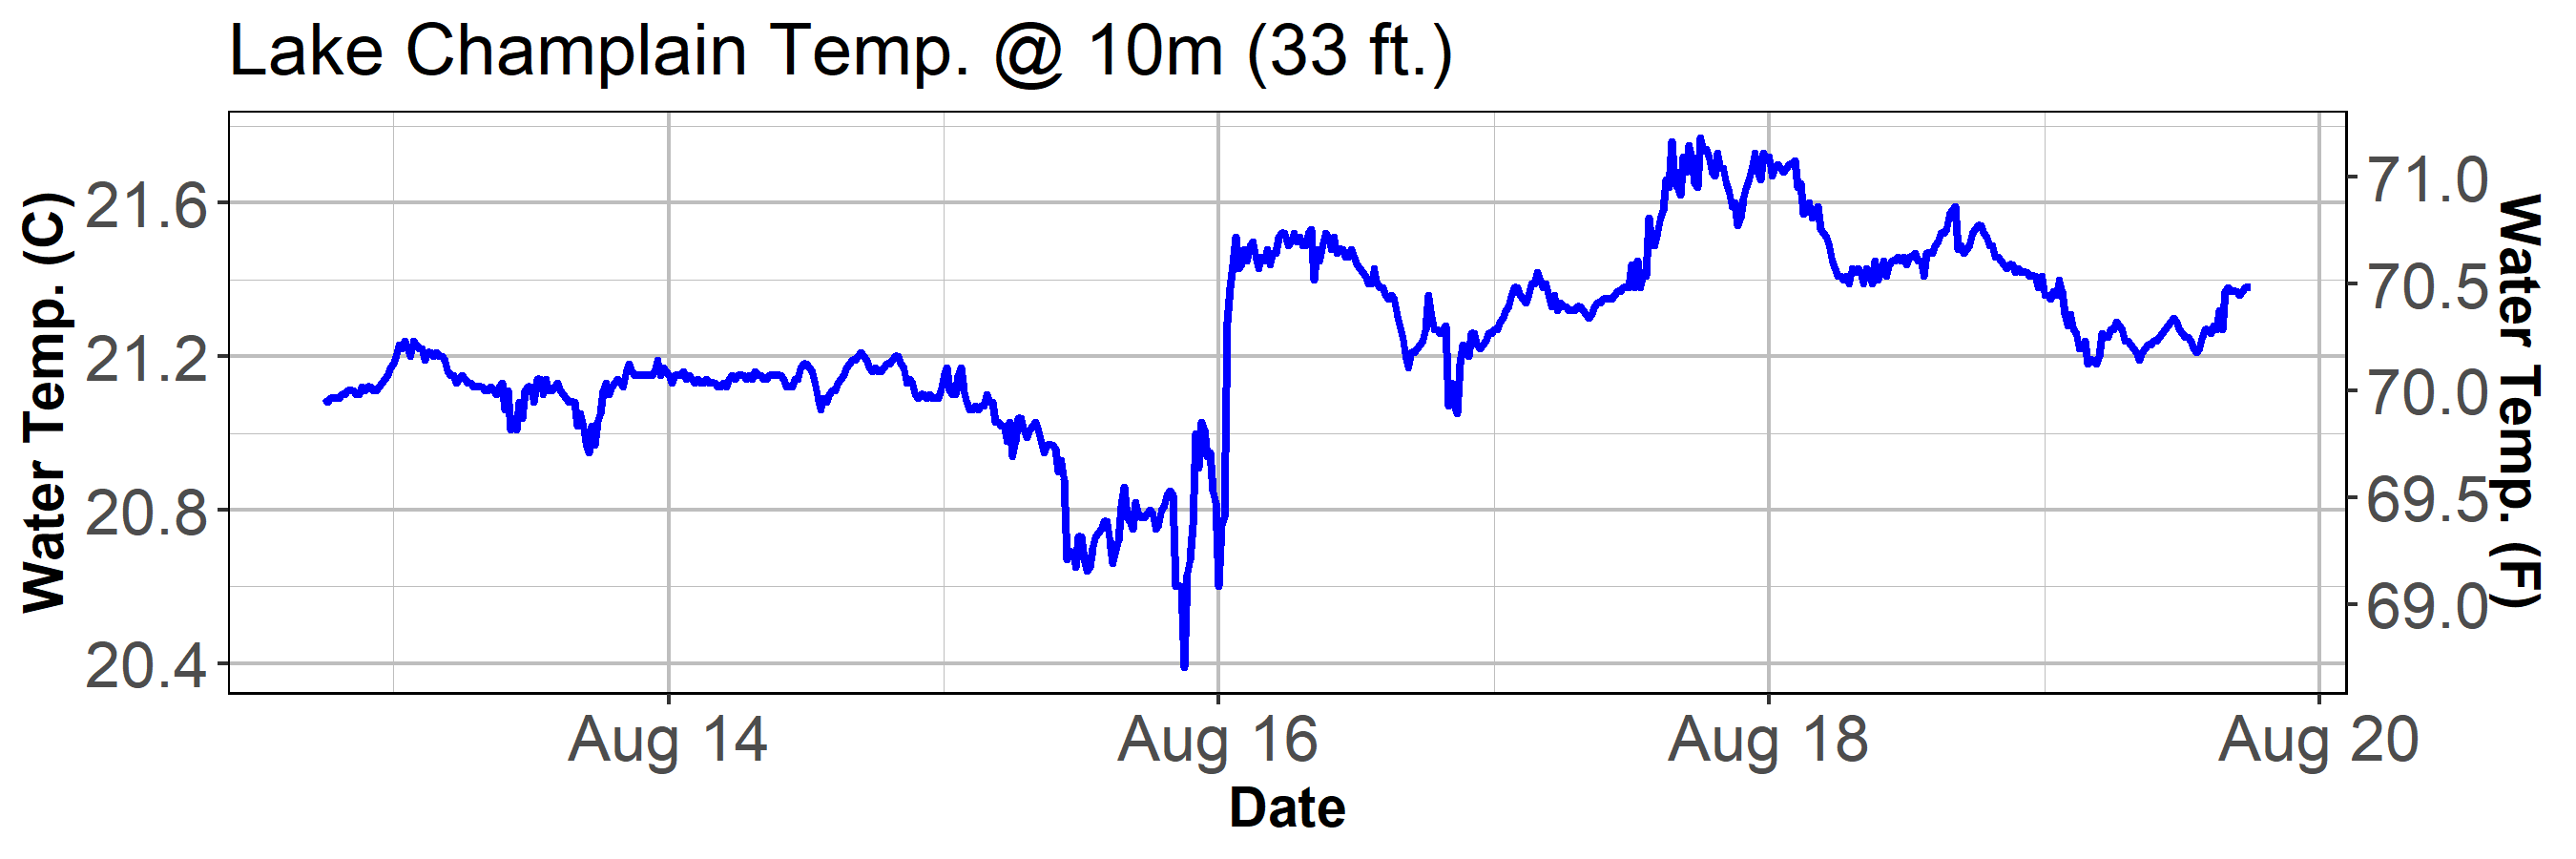 Lake Champlain Temp. @ 10m (33 ft.)
Water Temp. (C)
21.6
21.2
20.8
20.4
71.0
70.5
70.0
69.5
69.0
Water Temp. (F)
Aug 14
Aug 16
Aug 18
Aug 20
Date